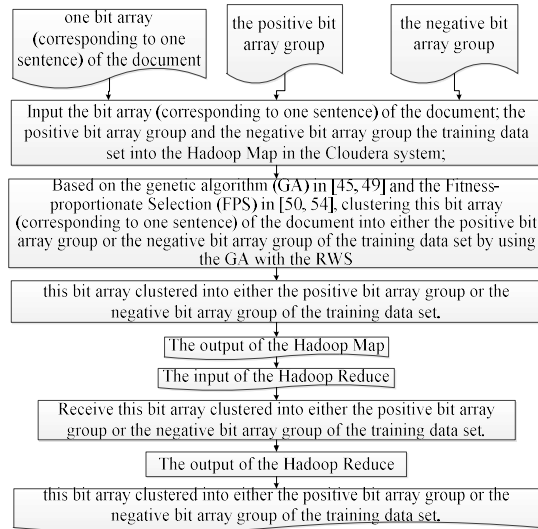 one bit array
(corresponding to one
sentence) of the document
the positive bit
array group
the negative bit
array group
Input the bit array (corresponding to one sentence) of the document; the
positive bit array group and the negative bit array group the training data
set into the Hadoop Map in the Cloudera system;
Based on the genetic algorithm (GA) in [45, 49] and the Fitness-
proportionate Selection (FPS) in [50, 54], clustering this bit array
(corresponding to one sentence) of the document into either the positive bit
array group or the negative bit array group of the training data set by using
the GA with the RWS
this bit array clustered into either the positive bit array group or the
negative bit array group of the training data set.
The output of the Hadoop Map
The input of the Hadoop Reduce
Receive this bit array clustered into either the positive bit array
group or the negative bit array group of the training data set.
The output of the Hadoop Reduce
this bit array clustered into either the positive bit array group or the
negative bit array group of the training data set.